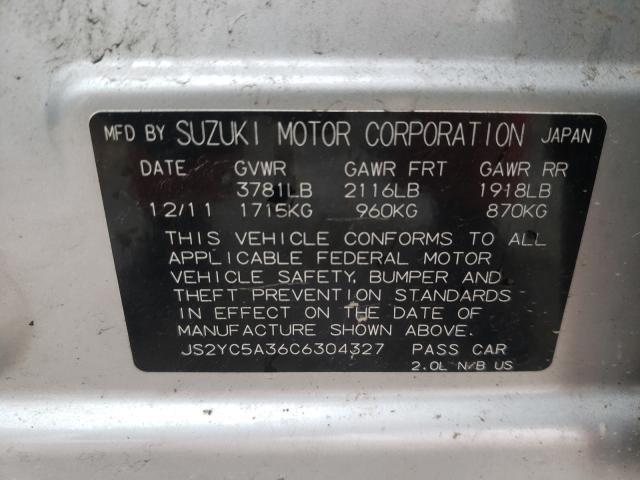 MFD BY SUZUKI MOTOR CORPORATION JAPAN
DATE GVWR GAWR FRT GAWR RR
3781LB 2116LB 1918LB
12/11 1715KG 960KG 870KG
THIS VEHICLE CONFORMS TO ALL
APPLICABLE FEDERAL MOTOR
VEHICLE SAFETY, BUMPER AND
THEFT PREVENTION STANDARDS
IN EFFECT ON THE DATE OF
MANUFACTURE SHOWN ABOVE.
JS2YC5A36C6304327 PASS CAR
2.0L N/B US